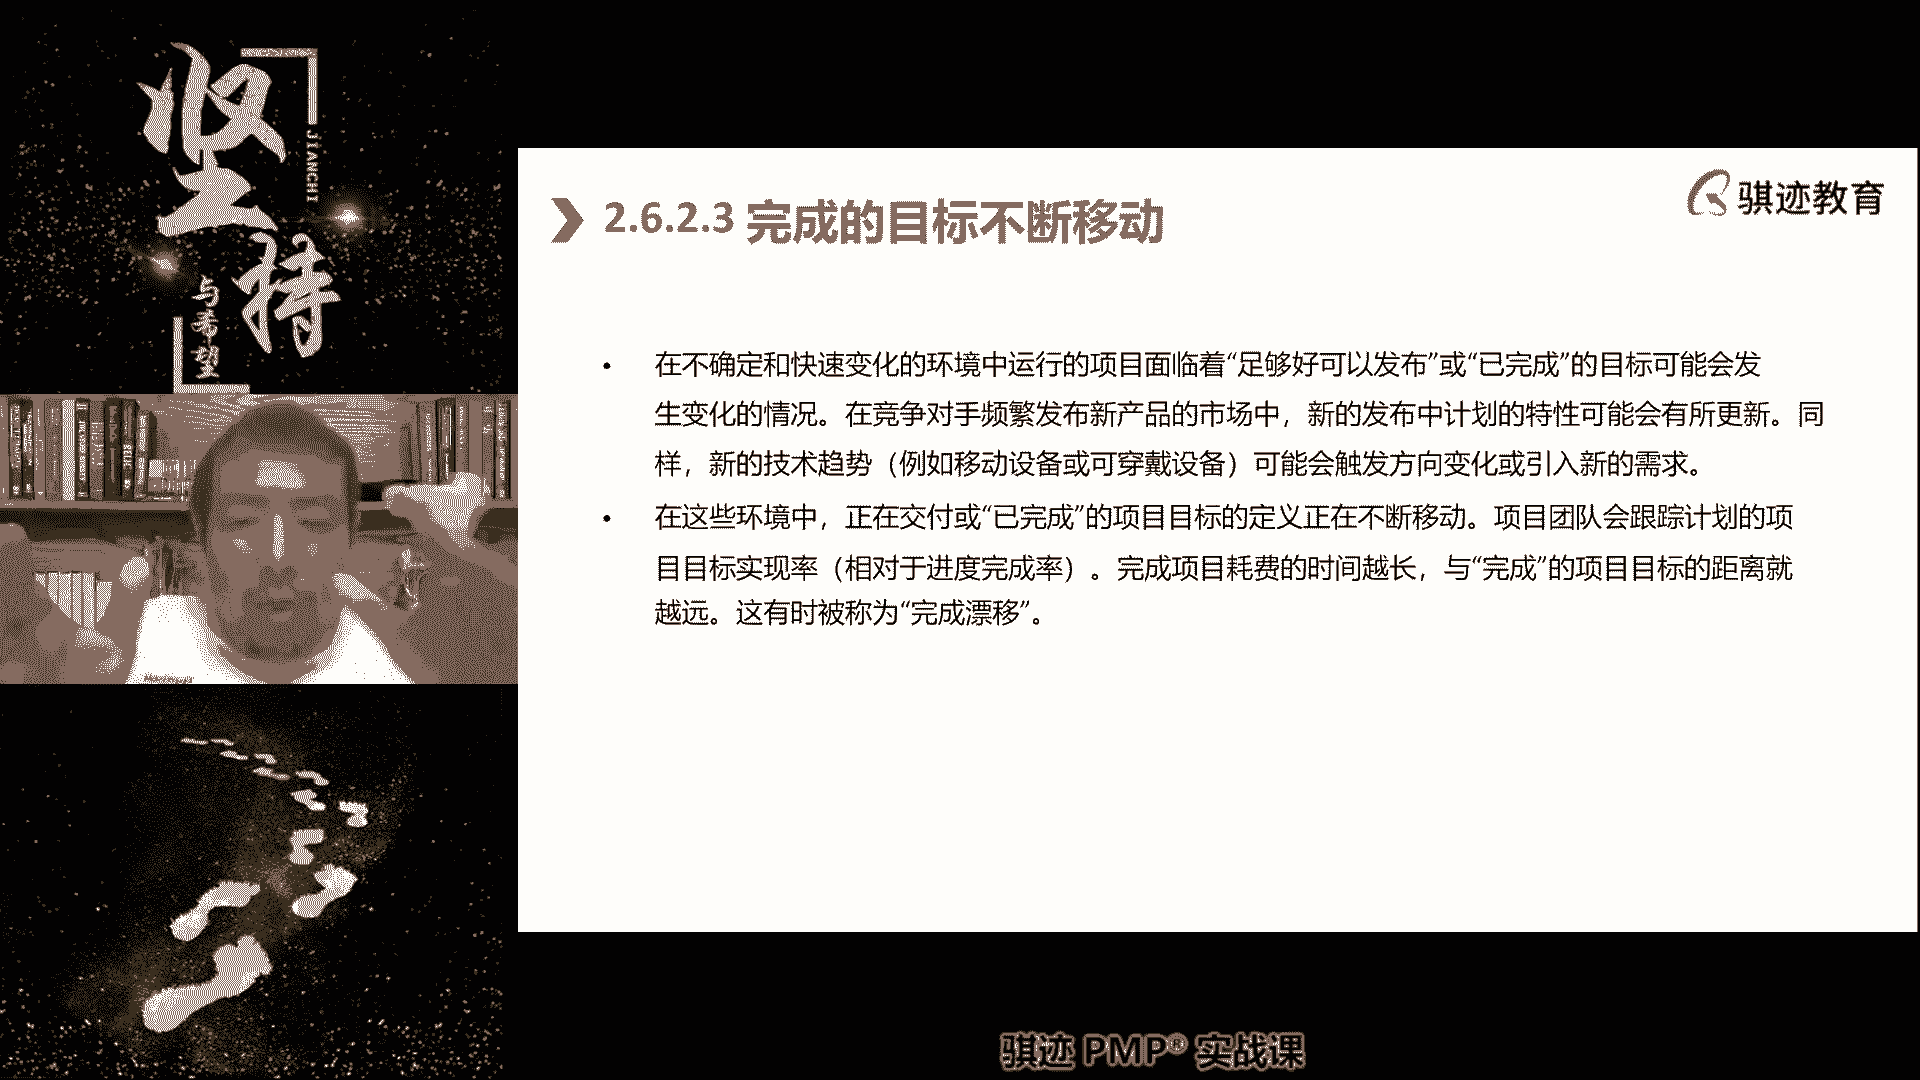 坚持
JIANCHI
与希望
骐迹教育
2.6.2.3 完成的目标不断移动
• 在不确定和快速变化的环境中运行的项目面临着“足够好可以发布”或“已完成”的目标可能会发
生变化的情况。在竞争对手频繁发布新产品的市场中，新的发布中计划的特性可能会有所更新。同
样，新的技术趋势（例如移动设备或可穿戴设备）可能会触发方向变化或引入新的需求。
• 在这些环境中，正在交付或“已完成”的项目目标的定义正在不断移动。项目团队会跟踪计划的项
目目标实现率（相对于进度完成率）。完成项目耗费的时间越长，与“完成”的项目目标的距离就
越远。这有时被称为“完成漂移”。
骐迹 PMP® 实战课